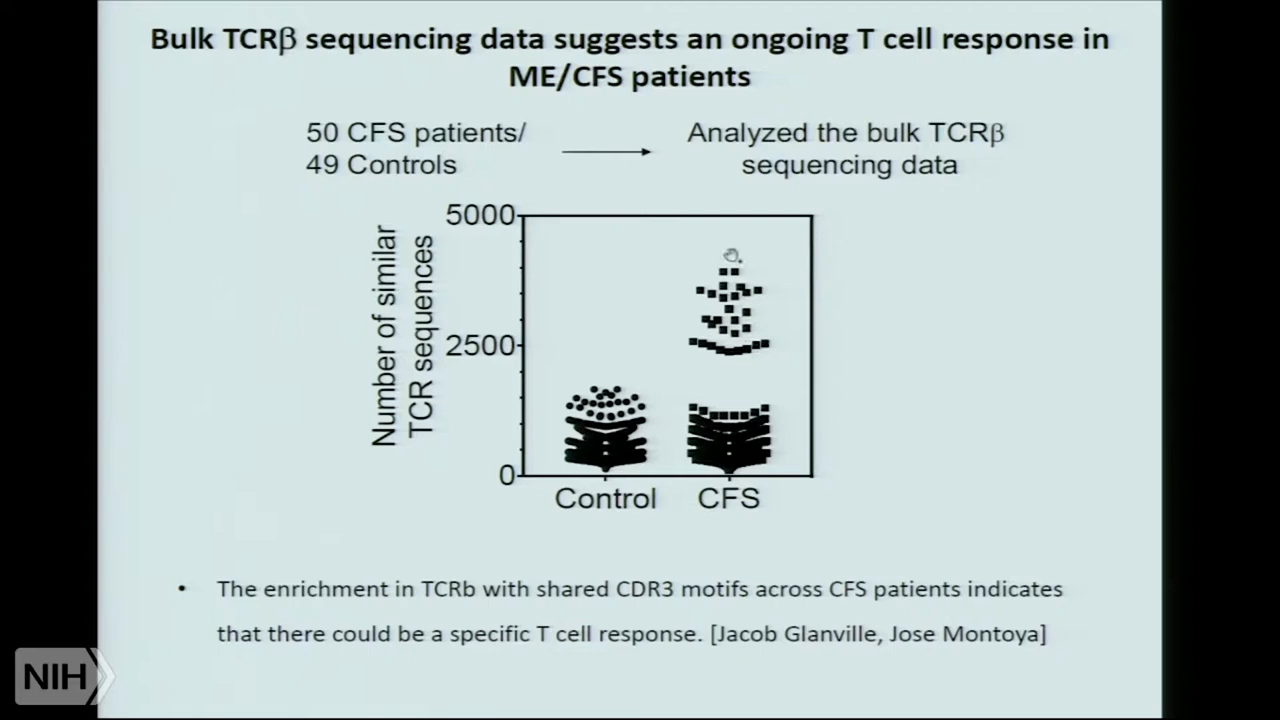 Bulk TCRβ sequencing data suggests an ongoing T cell response in
ME/CFS patients
50 CFS patients/
49 Controls
Analyzed the bulk TCRβ
sequencing data
Number of similar
TCR sequences
5000
2500
0
Control
CFS
• The enrichment in TCRb with shared CDR3 motifs across CFS patients indicates
that there could be a specific T cell response. [Jacob Glanville, Jose Montoya]
NIH